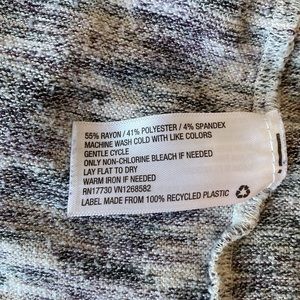 55% RAYON / 41% POLYESTER / 4% SPANDEX
MACHINE WASH COLD WITH LIKE COLORS
GENTLE CYCLE
ONLY NON-CHLORINE BLEACH IF NEEDED
LAY FLAT TO DRY
WARM IRON IF NEEDED
RN17730 VN1268582
LABEL MADE FROM 100% RECYCLED PLASTIC